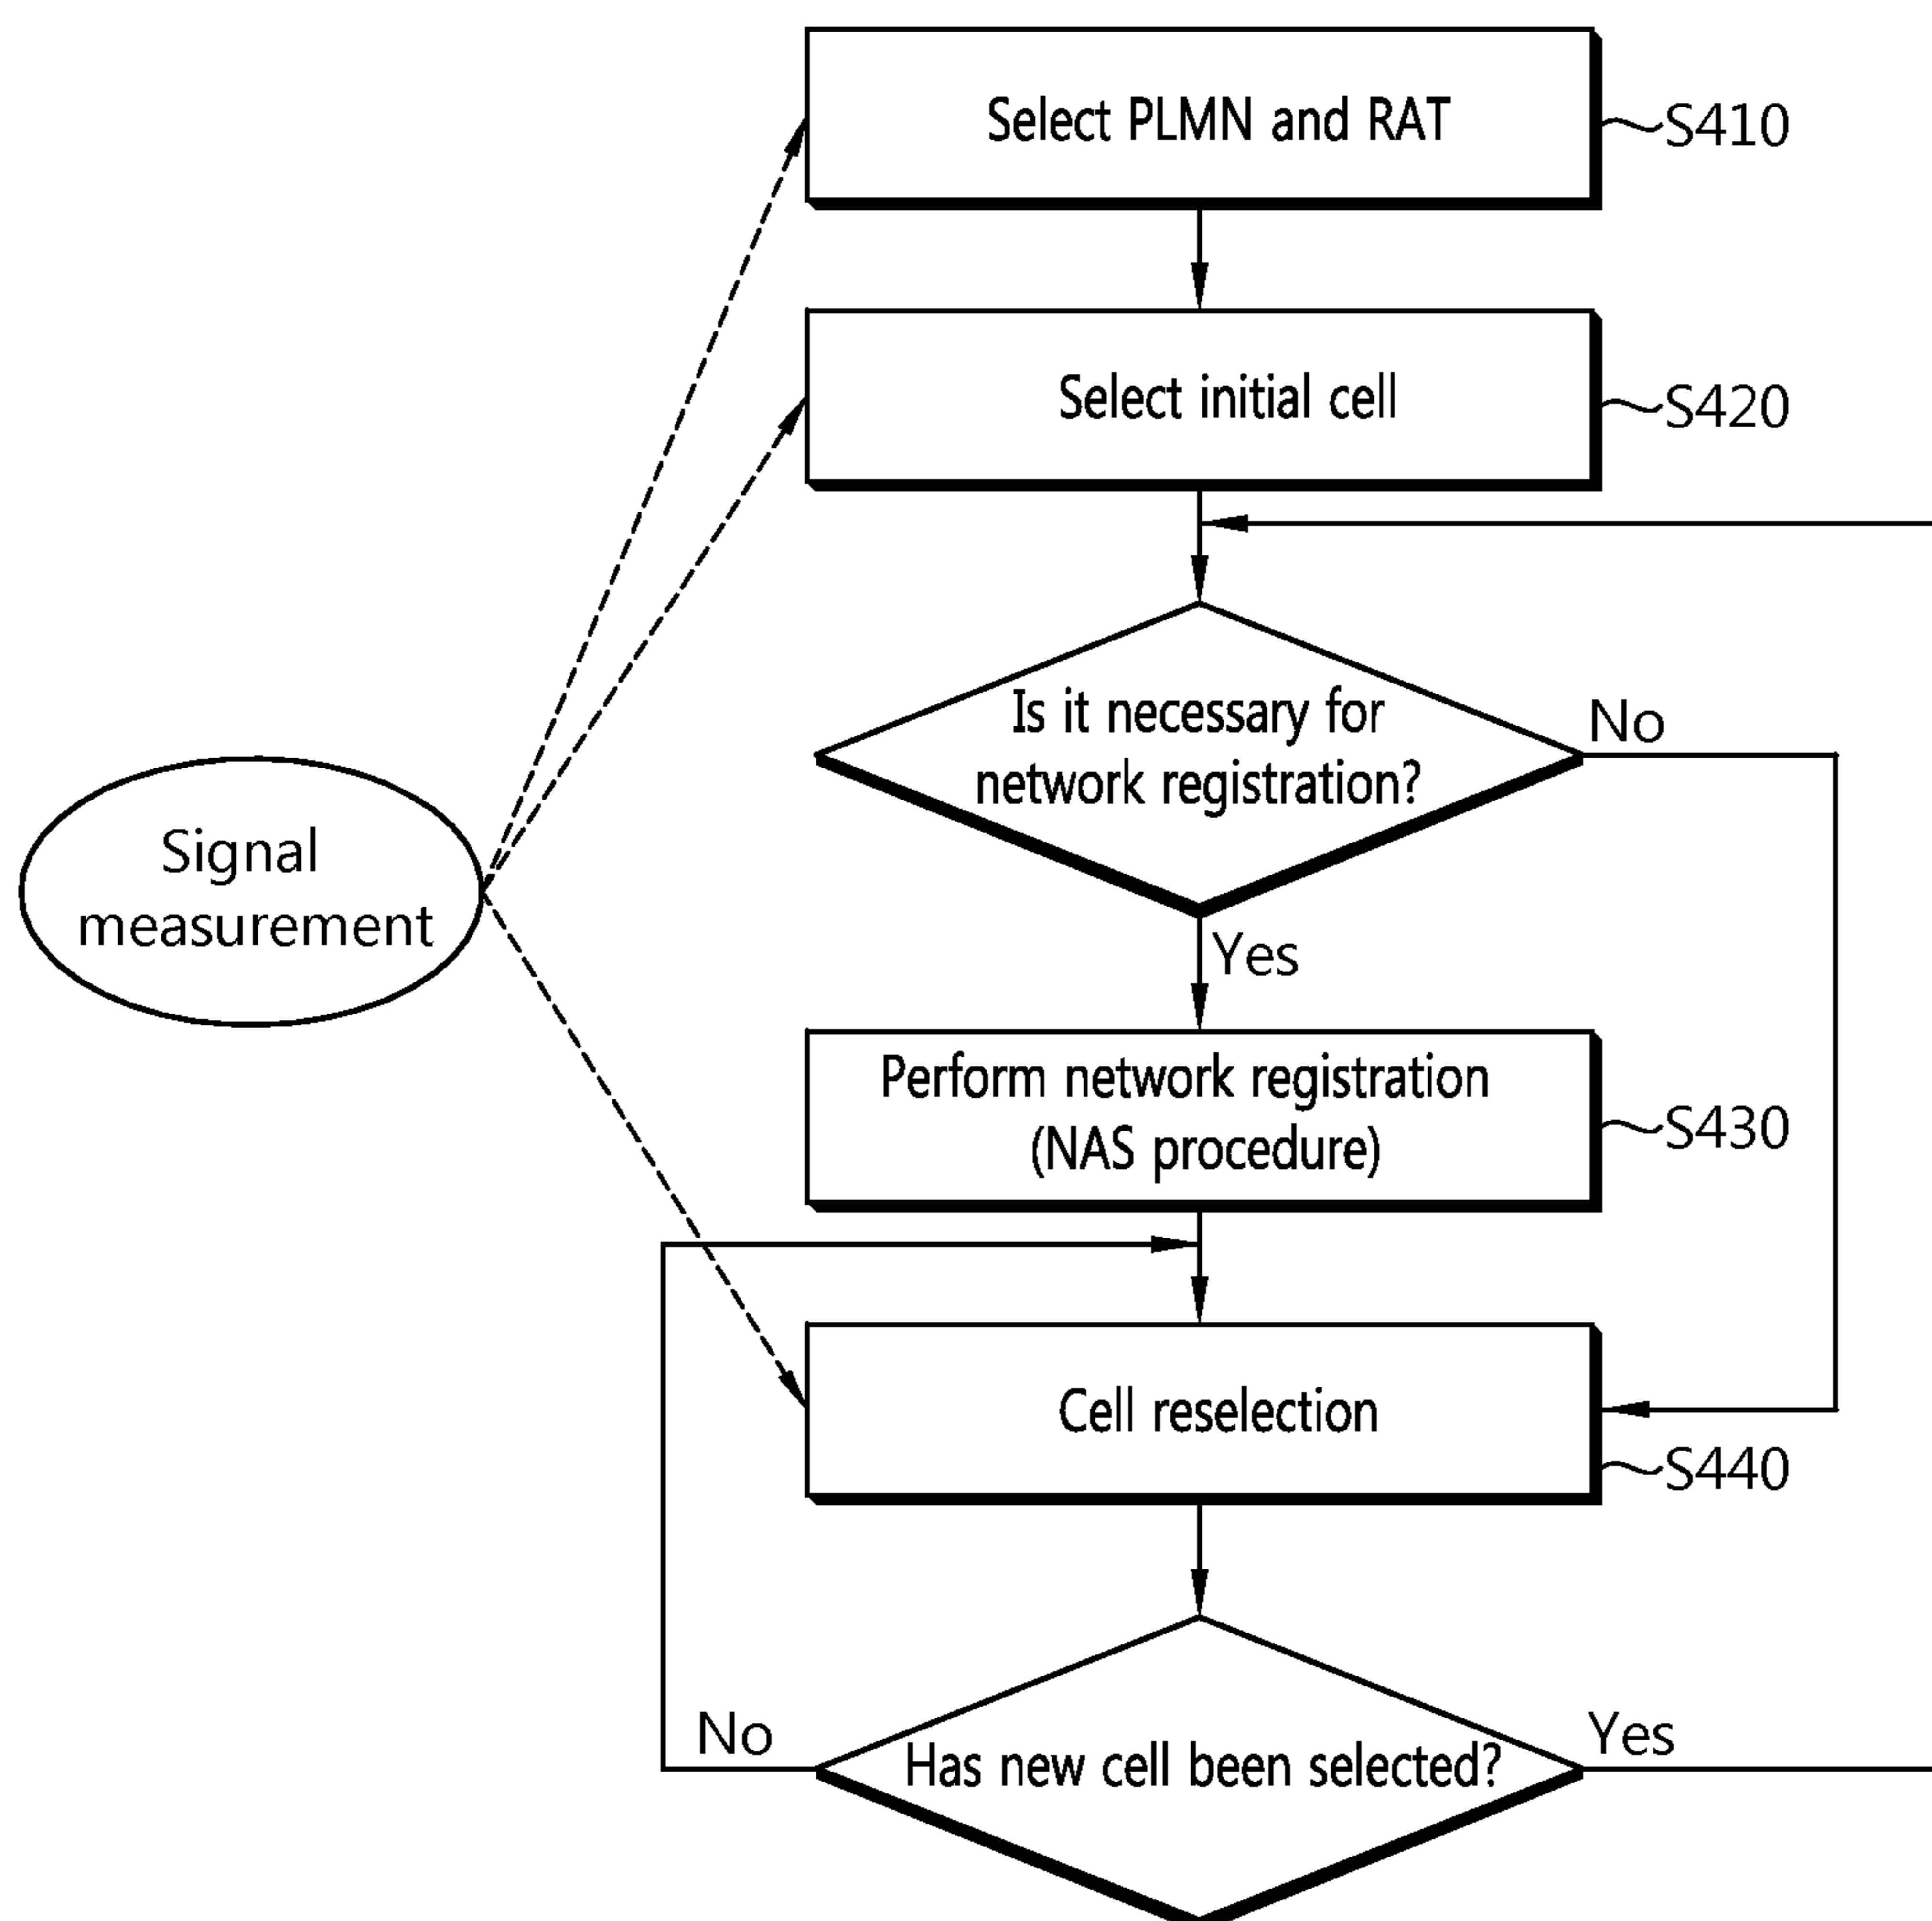 Select PLMN and RAT
S410
Select initial cell
S420
Is it necessary for
network registration?
No
Signal
measurement
Yes
Perform network registration
(NAS procedure)
S430
Cell reselection
S440
No
Has new cell been selected?
Yes